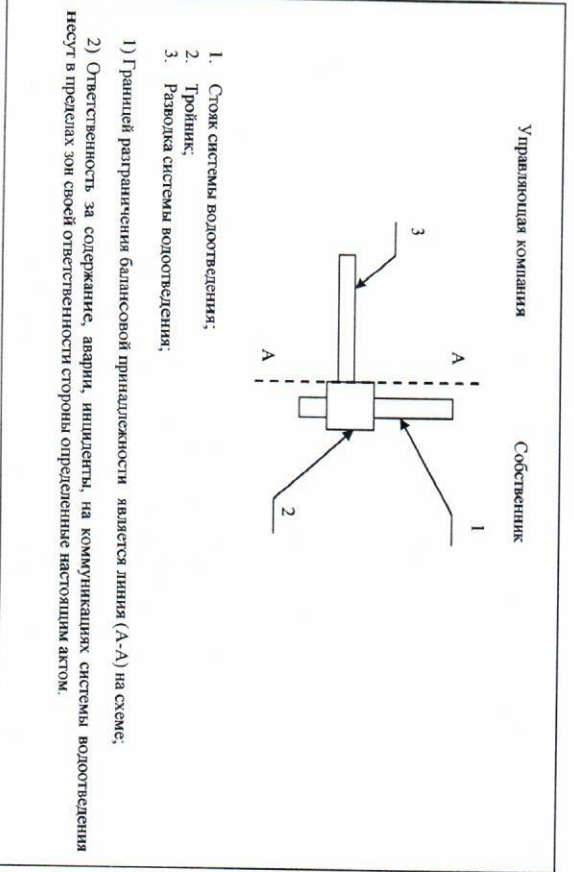 Управляющая компания Собственник
3
А А
1
2
1. Стояк системы водоотведения;
2. Тройник;
3. Разводка системы водоотведения;
1) Границей разграничения балансовой принадлежности является линия (А-А) на схеме;
2) Ответственность за содержание, аварии, инциденты, на коммуникациях системы водоотведения
несут в пределах зон своей ответственности стороны определенные настоящим актом.